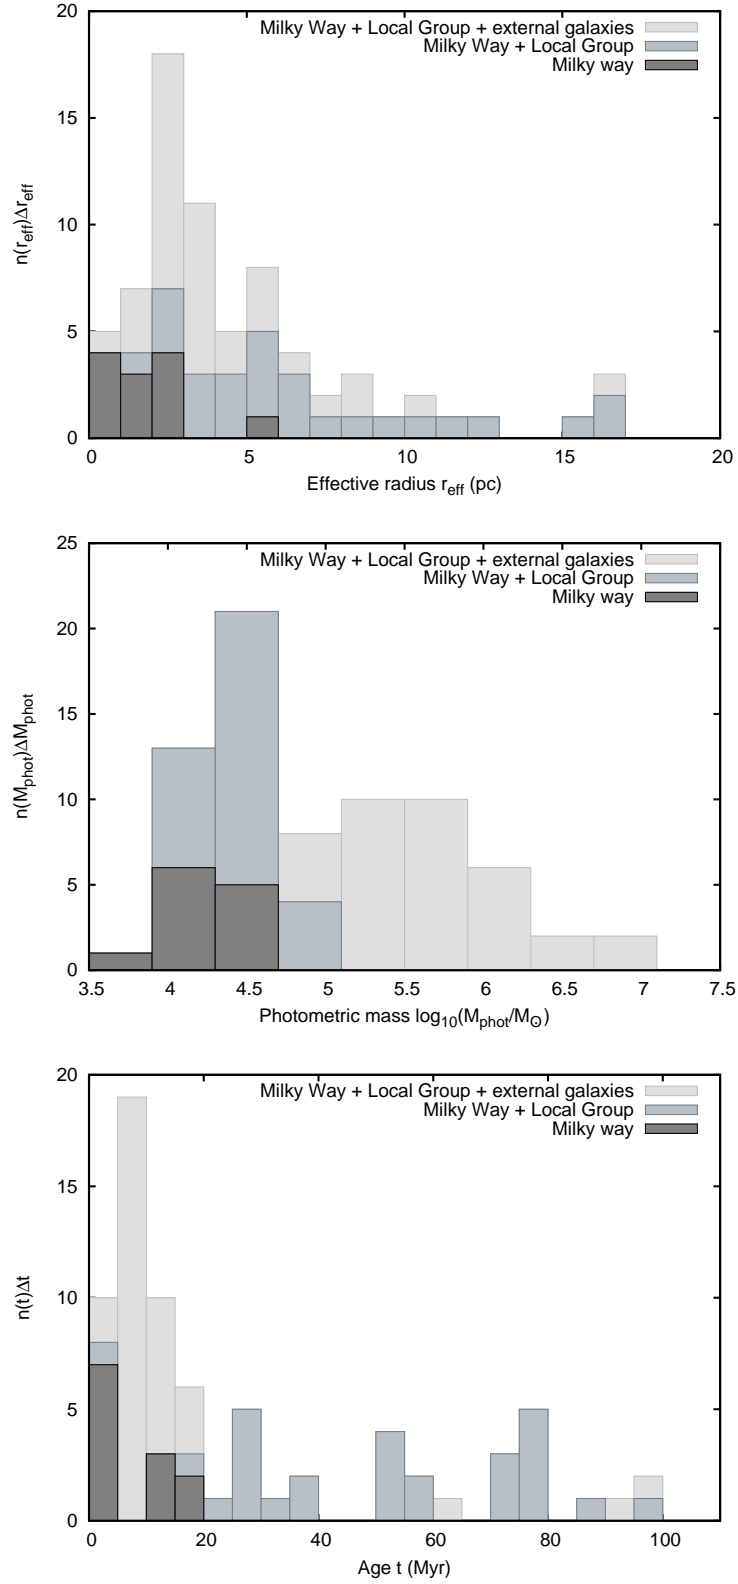 Milky Way + Local Group + external galaxies
Milky Way + Local Group
Milky way
20
15
10
5
0
n(r_eff)Δr_eff
0 5 10 15 20
Effective radius r_eff (pc)
Milky Way + Local Group + external galaxies
Milky Way + Local Group
Milky way
25
20
15
10
5
0
n(M_phot)ΔM_phot
3.5 4 4.5 5 5.5 6 6.5 7 7.5
Photometric mass log₁₀(M_phot/M_⊙)
Milky Way + Local Group + external galaxies
Milky Way + Local Group
Milky way
20
15
10
5
0
n(t)Δt
0 20 40 60 80 100
Age t (Myr)